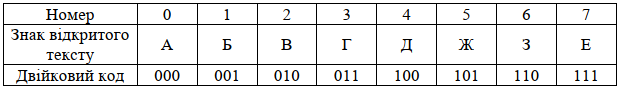 Номер 0 1 2 3 4 5 6 7
Знак відкритого
тексту А Б В Г Д Ж З Е
Двійковий код 000 001 010 011 100 101 110 111